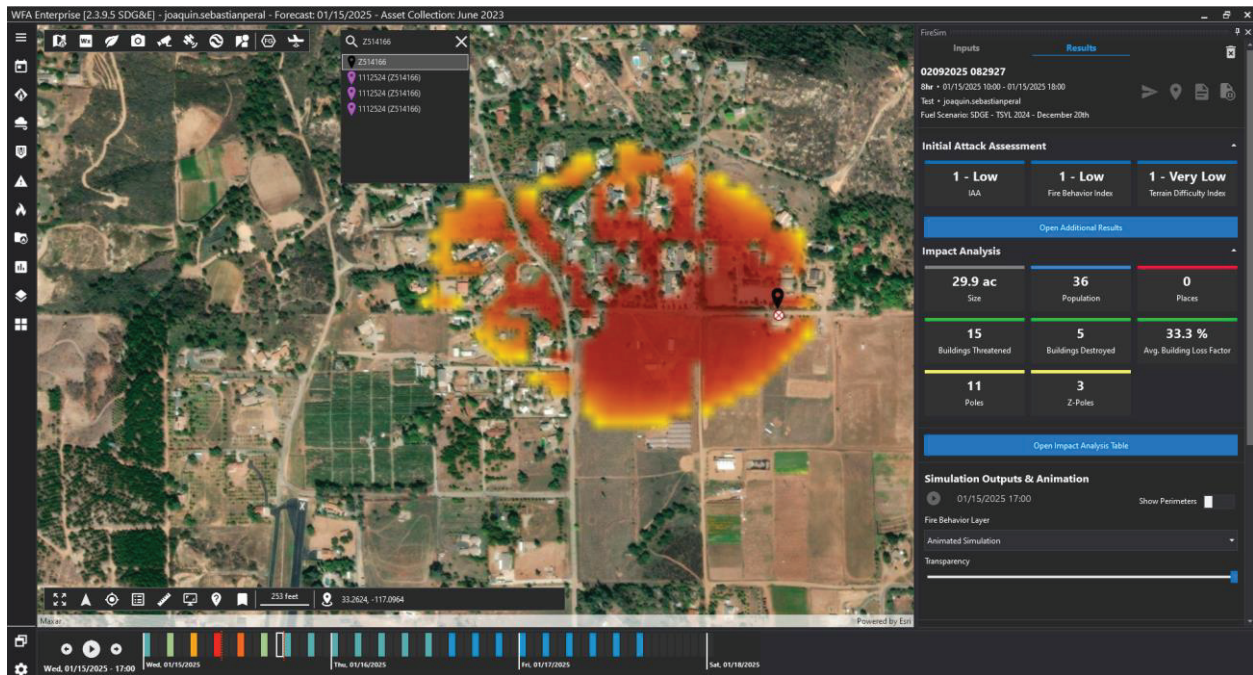 WFA Enterprise [2.3.9.5 SDG&E] - joaquin.sebastianperal - Forecast: 01/15/2025 - Asset Collection: June 2023
Wx
FG
Z514166
Z514166
1112524 (Z514166)
1112524 (Z514166)
1112524 (Z514166)
253 feet
33.2624, -117.0964
Maxar
Powered by Esri
FireSim
Inputs
Results
02092025 082927
8hr • 01/15/2025 10:00 - 01/15/2025 18:00
Test • joaquin.sebastianperal
Fuel Scenario: SDGE - TSYL 2024 - December 20th
Initial Attack Assessment
1 - Low
IAA
1 - Low
Fire Behavior Index
1 - Very Low
Terrain Difficulty Index
Open Additional Results
Impact Analysis
29.9 ac
Size
36
Population
0
Places
15
Buildings Threatened
5
Buildings Destroyed
33.3 %
Avg. Building Loss Factor
11
Poles
3
Z-Poles
Open Impact Analysis Table
Simulation Outputs & Animation
01/15/2025 17:00
Show Perimeters
Fire Behavior Layer
Animated Simulation
Transparency
Wed, 01/15/2025 - 17:00
Wed, 01/15/2025
Thu, 01/16/2025
Fri, 01/17/2025
Sat, 01/18/2025